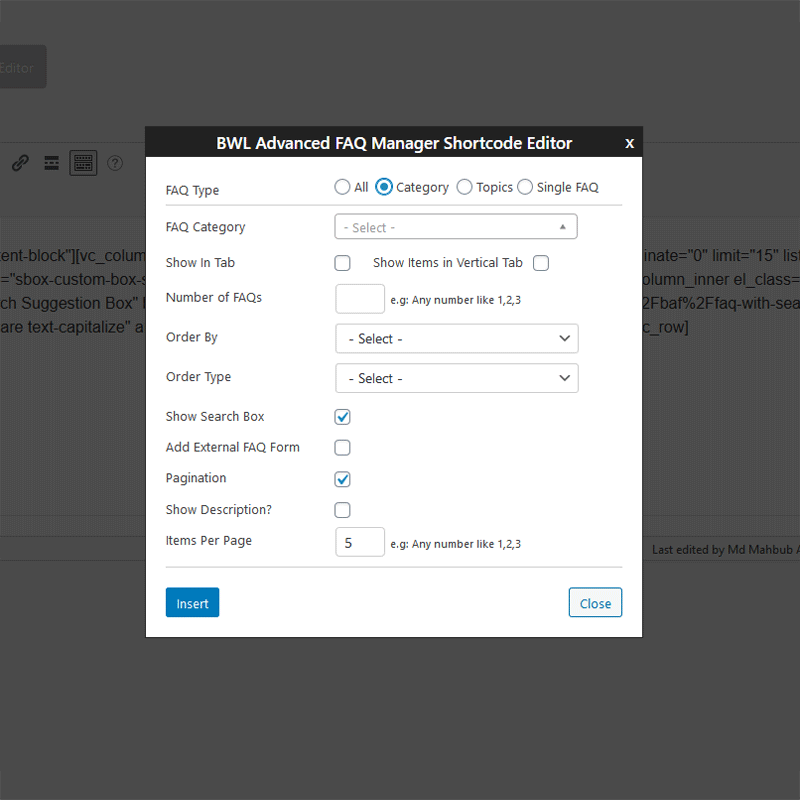 Editor
BWL Advanced FAQ Manager Shortcode Editor x
FAQ Type All Category Topics Single FAQ
FAQ Category - Select -
Show In Tab Show Items in Vertical Tab
Number of FAQs e.g: Any number like 1,2,3
Order By - Select -
Order Type - Select -
Show Search Box
Add External FAQ Form
Pagination
Show Description?
Items Per Page 5 e.g: Any number like 1,2,3
Insert Close
tent-block"][vc_colum
="sbox-custom-box-s
ch Suggestion Box"
are text-capitalize" a
inate="0" limit="15" list
column_inner el_class=
2Fbaf%2Ffaq-with-sea
c_row]
Last edited by Md Mahbub A